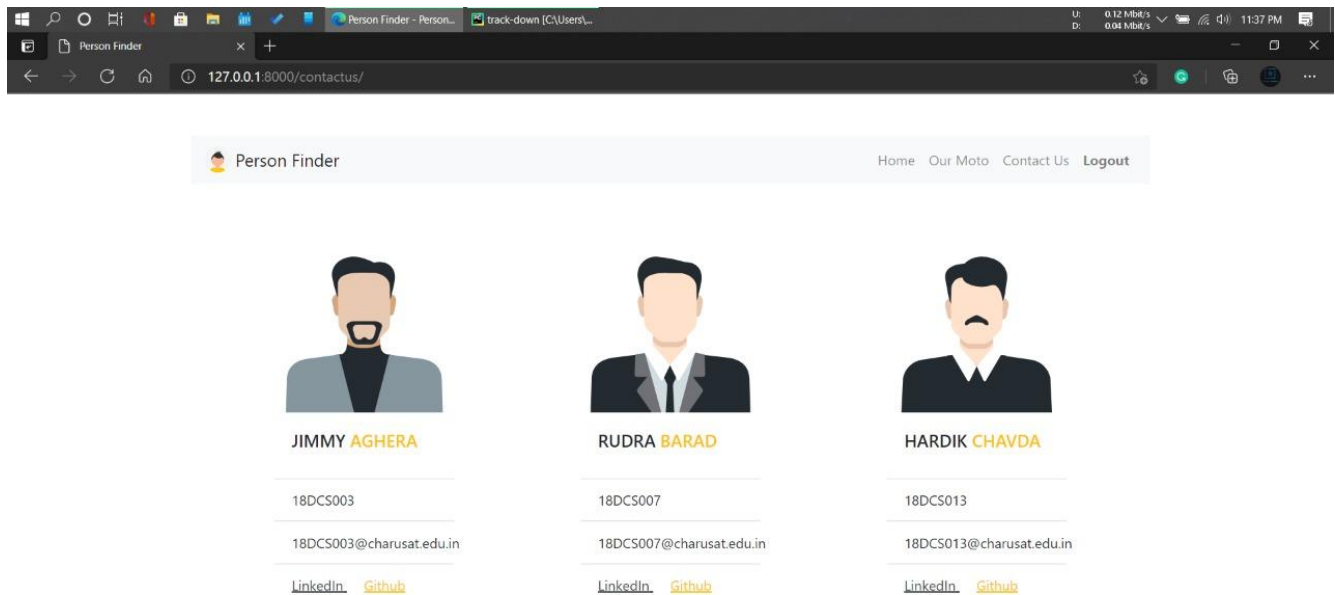 Person Finder - Person...
track-down [C:\Users\...
U: 0.12 Mbit/s
D: 0.04 Mbit/s
11:37 PM
Person Finder
127.0.0.1:8000/contactus/
Person Finder
Home Our Moto Contact Us Logout
JIMMY AGHERA
RUDRA BARAD
HARDIK CHAVDA
18DCS003
18DCS007
18DCS013
18DCS003@charusat.edu.in
18DCS007@charusat.edu.in
18DCS013@charusat.edu.in
LinkedIn Github
LinkedIn Github
LinkedIn Github